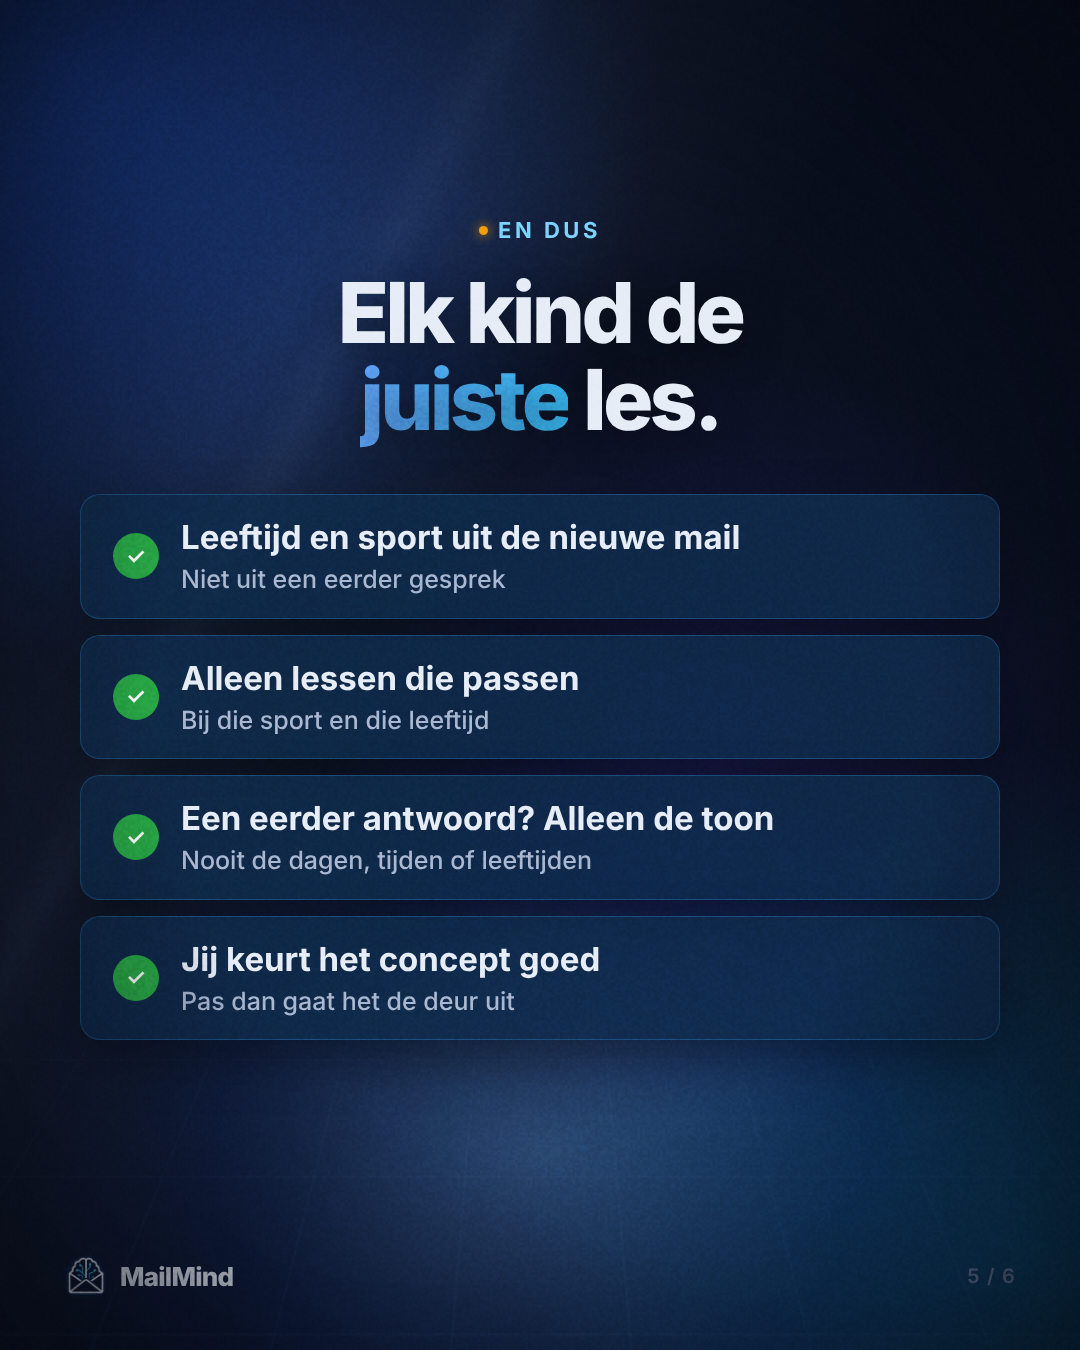 EN DUS
Elk kind de
juiste les.
Leeftijd en sport uit de nieuwe mail
Niet uit een eerder gesprek
Alleen lessen die passen
Bij die sport en die leeftijd
Een eerder antwoord? Alleen de toon
Nooit de dagen, tijden of leeftijden
Jij keurt het concept goed
Pas dan gaat het de deur uit
MailMind
5 / 6